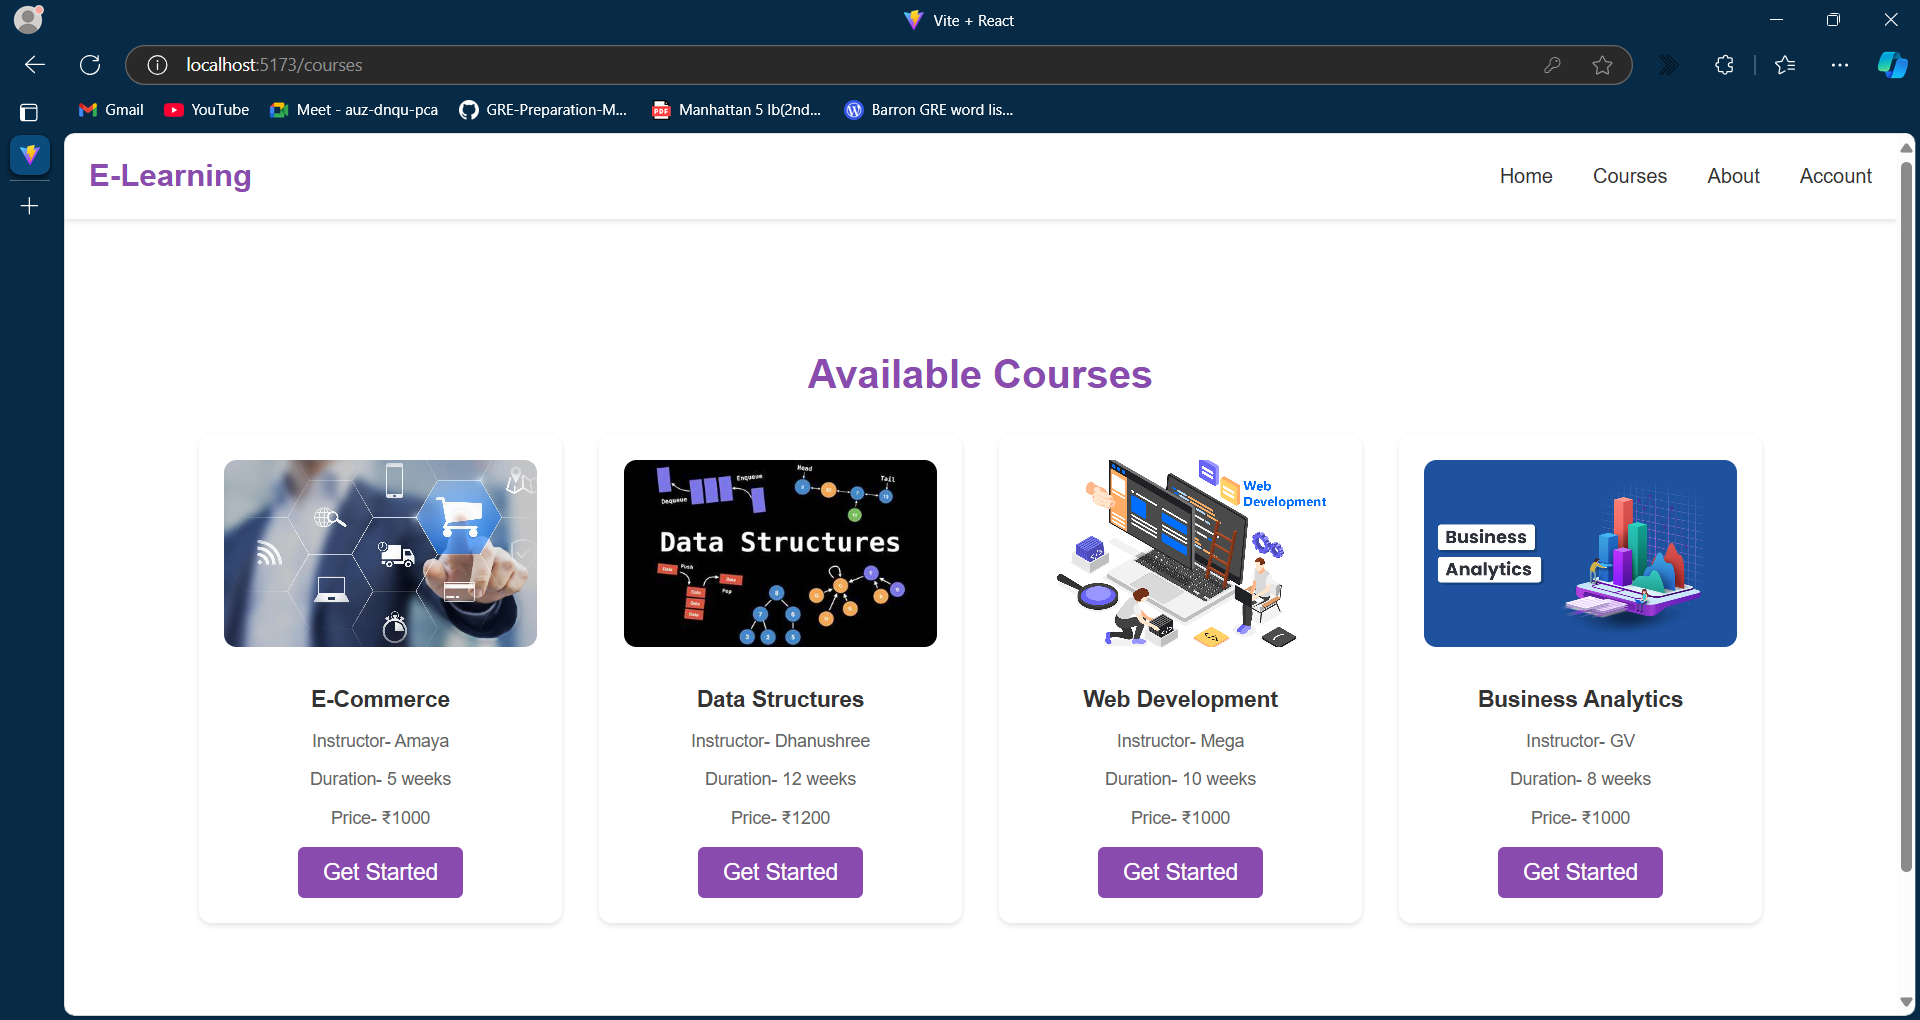 Vite + React
localhost:5173/courses
Gmail
YouTube
Meet - auz-dnqu-pca
GRE-Preparation-M...
Manhattan 5 lb(2nd...
Barron GRE word lis...
E-Learning
Home
Courses
About
Account
Available Courses
Dequeue
Enqueue
Head
Tail
Data Structures
Push
Pop
Web
Development
Business
Analytics
E-Commerce
Instructor- Amaya
Duration- 5 weeks
Price- ₹1000
Get Started
Data Structures
Instructor- Dhanushree
Duration- 12 weeks
Price- ₹1200
Get Started
Web Development
Instructor- Mega
Duration- 10 weeks
Price- ₹1000
Get Started
Business Analytics
Instructor- GV
Duration- 8 weeks
Price- ₹1000
Get Started